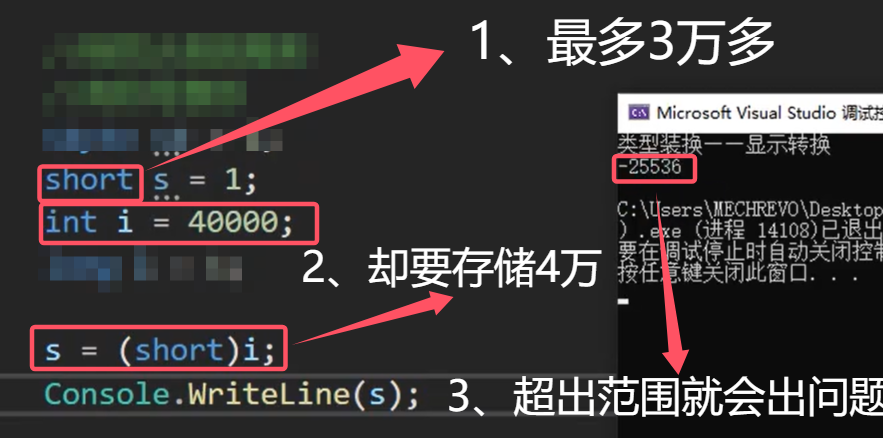 1、最多3万多
short s = 1;
int i = 40000;
2、却要存储4万
s = (short)i;
Console.WriteLine(s);
3、超出范围就会出问题
Microsoft Visual Studio 调试控
类型装换——显示转换
-25536
C:\Users\MECHREVO\Desktop
) .exe (进程 14108)已退出
要在调试停止时自动关闭控制
按任意键关闭此窗口. . .